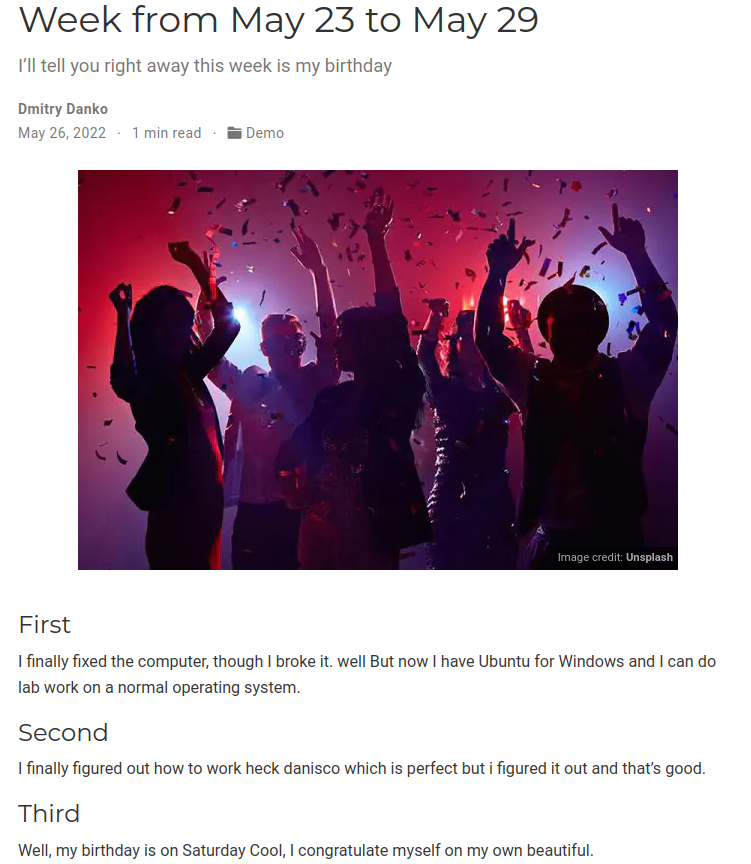 Week from May 23 to May 29
I'll tell you right away this week is my birthday
Dmitry Danko
May 26, 2022 · 1 min read · Demo
Image credit: Unsplash
First
I finally fixed the computer, though I broke it. well But now I have Ubuntu for Windows and I can do
lab work on a normal operating system.
Second
I finally figured out how to work heck danisco which is perfect but i figured it out and that's good.
Third
Well, my birthday is on Saturday Cool, I congratulate myself on my own beautiful.